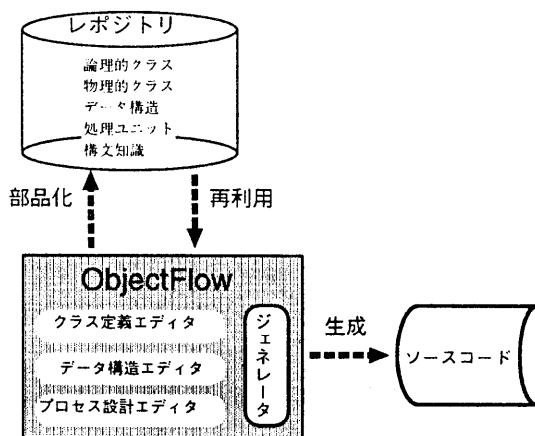 レポジトリ
論理的クラス
物理的クラス
データ構造
処理ユニット
構文知識
部品化
再利用
ObjectFlow
クラス定義エディタ
データ構造エディタ
プロセス設計エディタ
ジェネレータ
生成
ソースコード